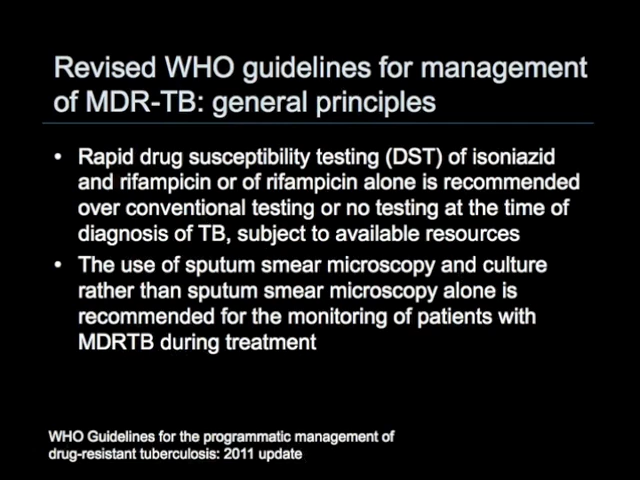 Revised WHO guidelines for management
of MDR-TB: general principles
• Rapid drug susceptibility testing (DST) of isoniazid
and rifampicin or of rifampicin alone is recommended
over conventional testing or no testing at the time of
diagnosis of TB, subject to available resources
• The use of sputum smear microscopy and culture
rather than sputum smear microscopy alone is
recommended for the monitoring of patients with
MDRTB during treatment
WHO Guidelines for the programmatic management of
drug-resistant tuberculosis: 2011 update